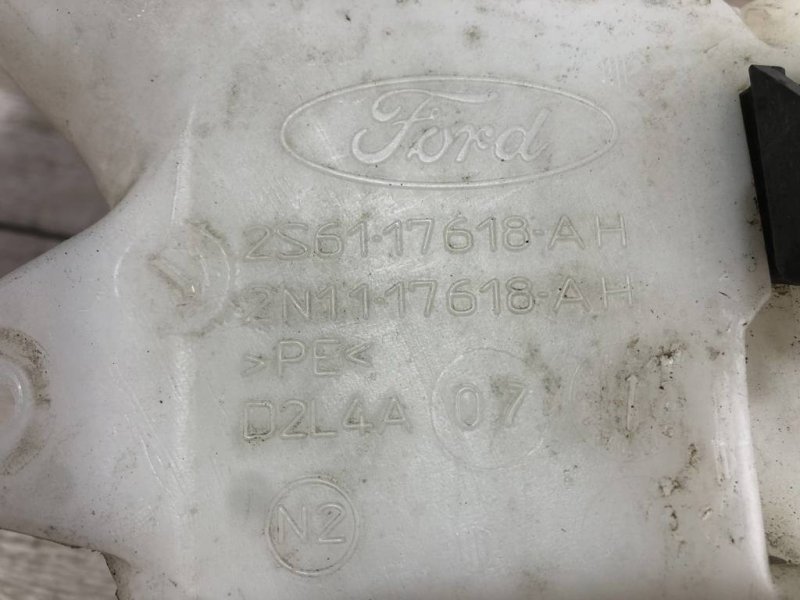 Ford
2S61-17618-AH
2N11-17618-AH
>PE<
D2L4A 07
N2